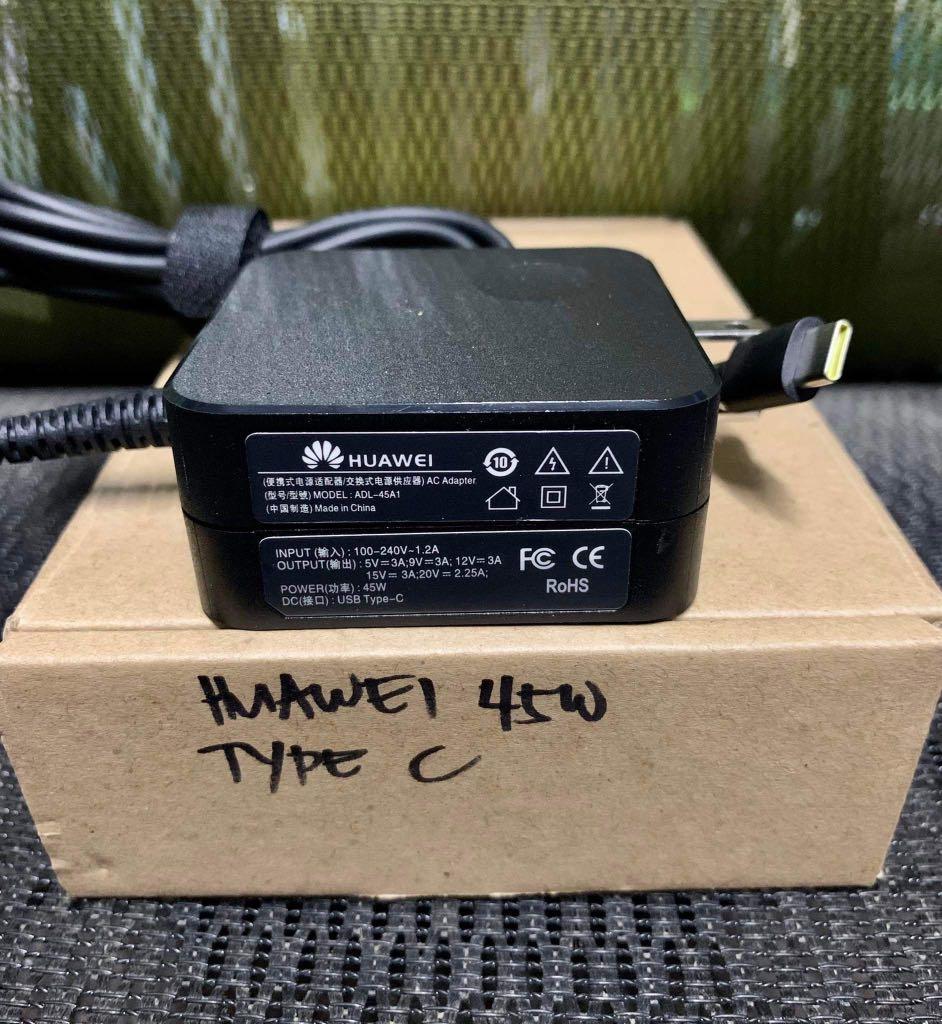 HUAWEI
10
(便携式电源适配器/交换式电源供应器) AC Adapter
(型号/型號) MODEL : ADL-45A1
(中国制造) Made in China
INPUT (输入) : 100-240V~1.2A
OUTPUT(输出) : 5V⎓3A;9V⎓3A; 12V⎓3A
15V⎓3A;20V⎓2.25A;
POWER(功率) : 45W
DC(接口) : USB Type-C
FC CE
RoHS
HUAWEI 45W
TYPE C